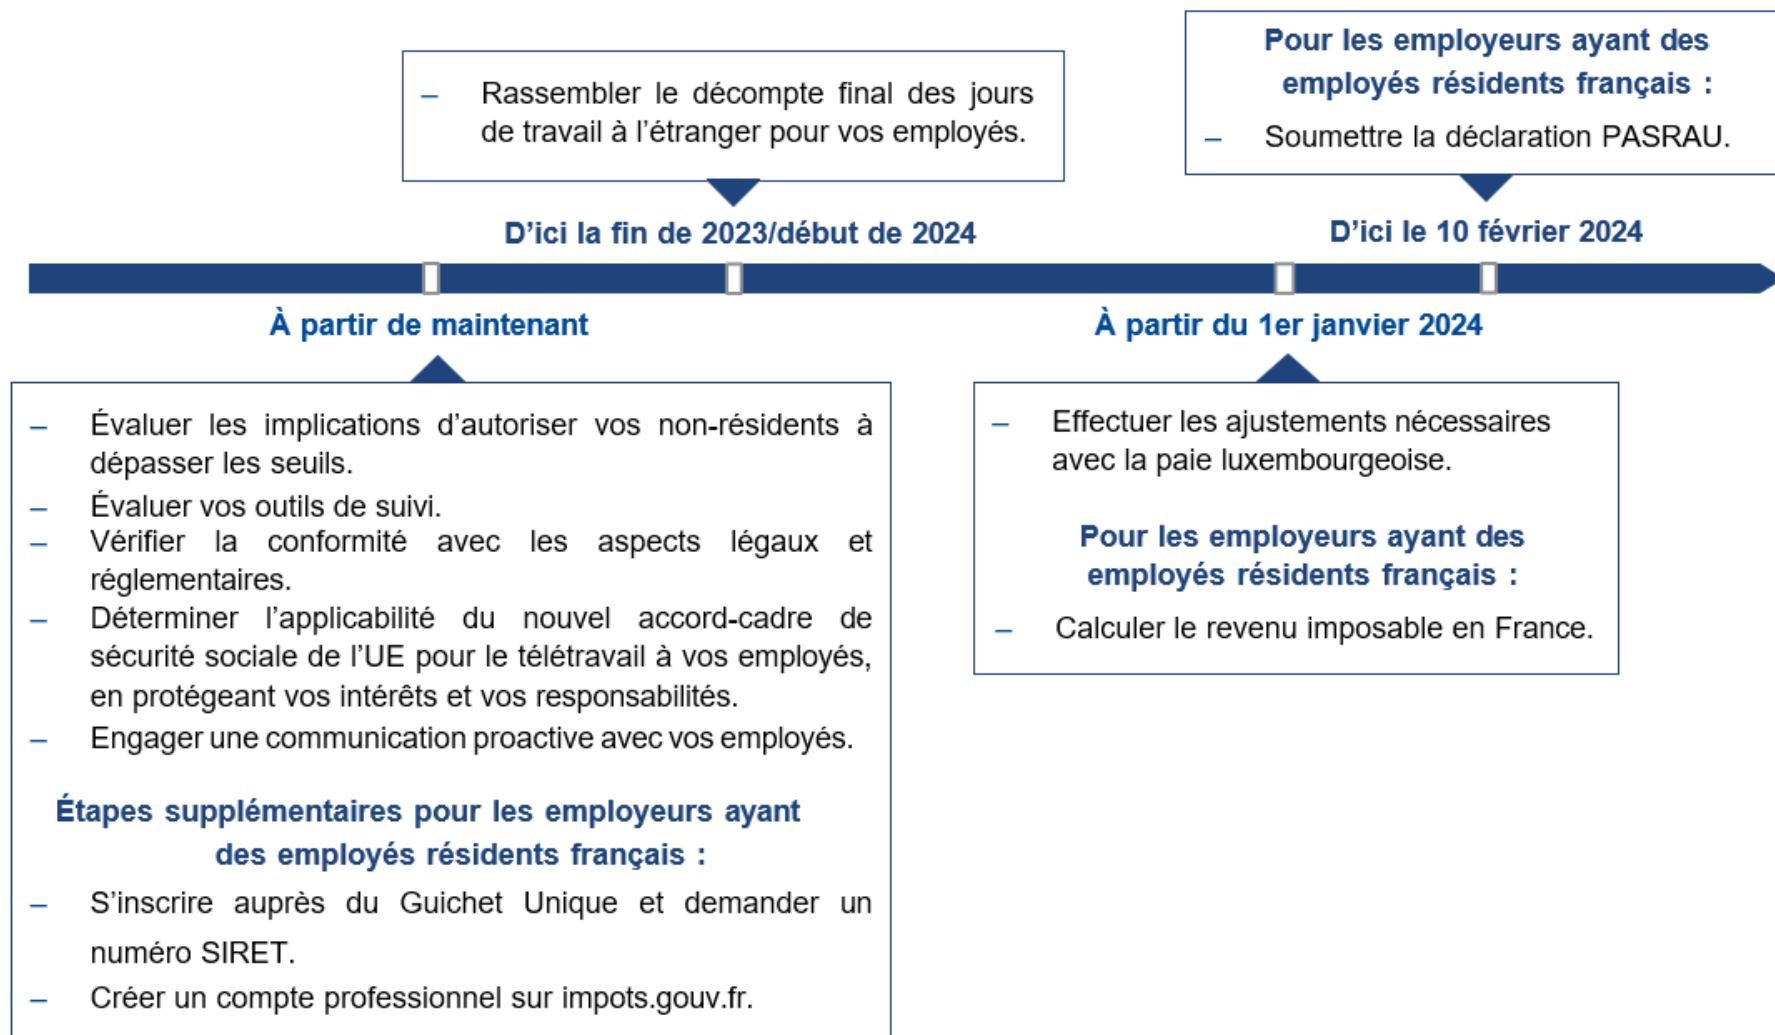 – Rassembler le décompte final des jours
de travail à l’étranger pour vos employés.
Pour les employeurs ayant des
employés résidents français :
– Soumettre la déclaration PASRAU.
D’ici la fin de 2023/début de 2024
D’ici le 10 février 2024
À partir de maintenant
À partir du 1er janvier 2024
– Évaluer les implications d’autoriser vos non-résidents à
dépasser les seuils.
– Évaluer vos outils de suivi.
– Vérifier la conformité avec les aspects légaux et
réglementaires.
– Déterminer l’applicabilité du nouvel accord-cadre de
sécurité sociale de l’UE pour le télétravail à vos employés,
en protégeant vos intérêts et vos responsabilités.
– Engager une communication proactive avec vos employés.
Étapes supplémentaires pour les employeurs ayant
des employés résidents français :
– S’inscrire auprès du Guichet Unique et demander un
numéro SIRET.
– Créer un compte professionnel sur impots.gouv.fr.
– Effectuer les ajustements nécessaires
avec la paie luxembourgeoise.
Pour les employeurs ayant des
employés résidents français :
– Calculer le revenu imposable en France.